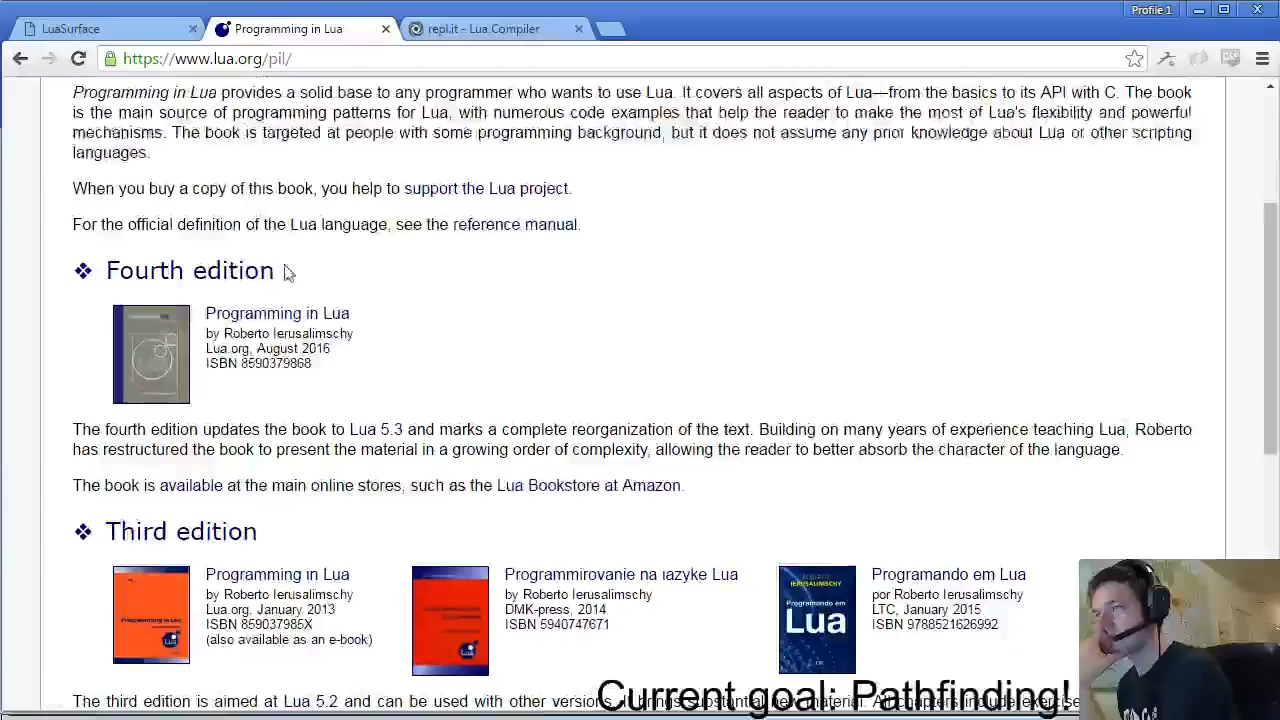 Profile 1
LuaSurface
Programming in Lua
repl.it - Lua Compiler
https://www.lua.org/pil/
Programming in Lua provides a solid base to any programmer who wants to use Lua. It covers all aspects of Lua—from the basics to its API with C. The book
is the main source of programming patterns for Lua, with numerous code examples that help the reader to make the most of Lua's flexibility and powerful
mechanisms. The book is targeted at people with some programming background, but it does not assume any prior knowledge about Lua or other scripting
languages.
When you buy a copy of this book, you help to support the Lua project.
For the official definition of the Lua language, see the reference manual.
❖ Fourth edition
Programming in Lua
by Roberto Ierusalimschy
Lua.org, August 2016
ISBN 8590379868
The fourth edition updates the book to Lua 5.3 and marks a complete reorganization of the text. Building on many years of experience teaching Lua, Roberto
has restructured the book to present the material in a growing order of complexity, allowing the reader to better absorb the character of the language.
The book is available at the main online stores, such as the Lua Bookstore at Amazon.
❖ Third edition
Programming in Lua
by Roberto Ierusalimschy
Lua.org, January 2013
ISBN 859037985X
(also available as an e-book)
Programming in Lua
Programmirovanie na iazyke Lua
by Roberto Ierusalimschy
DMK-press, 2014
ISBN 5940747671
IERUSALIMSCHY
Programando em
Lua
Programando em Lua
por Roberto Ierusalimschy
LTC, January 2015
ISBN 9788521626992
The third edition is aimed at Lua 5.2 and can be used with other
Current goal: Pathfinding!